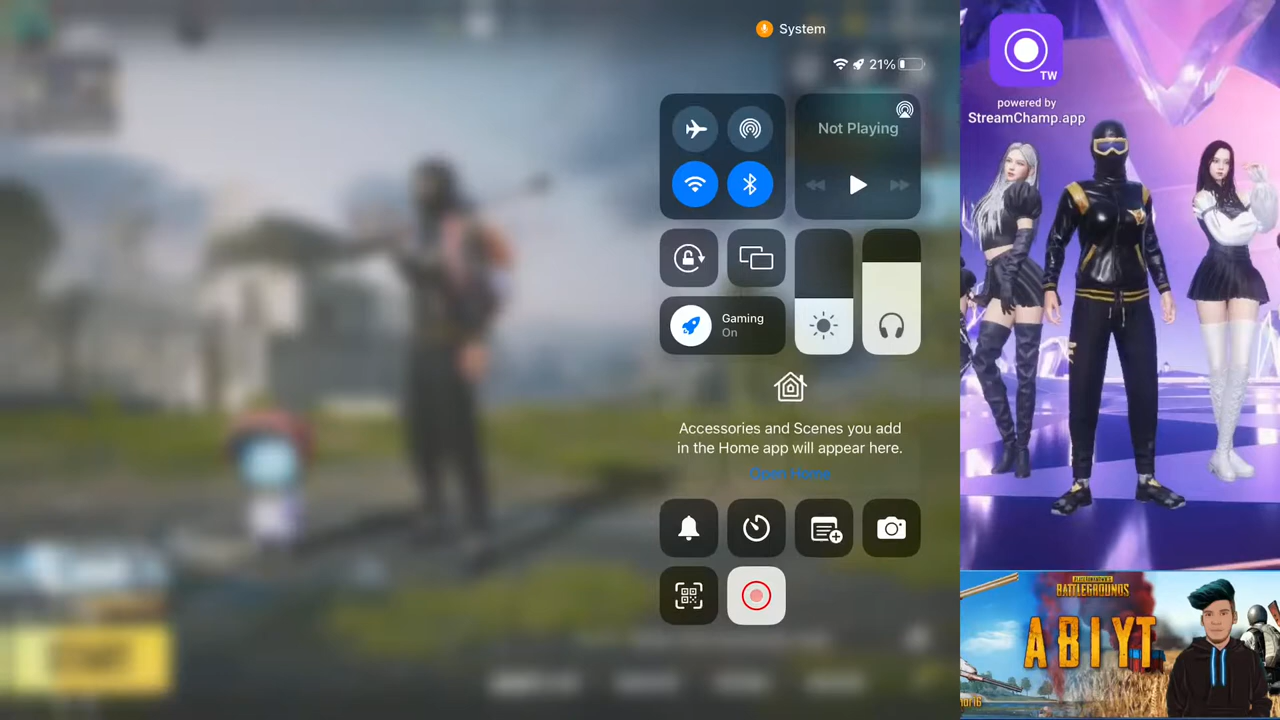 System
21%
Not Playing
Gaming
On
Accessories and Scenes you add
in the Home app will appear here.
Open Home
TW
powered by
StreamChamp.app
BATTLEGROUNDS
ABIYT